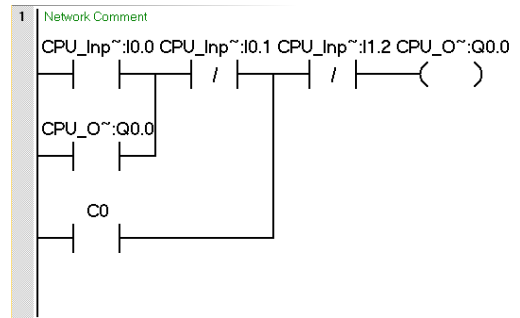 1 Network Comment
CPU_Inp~:I0.0 CPU_Inp~:I0.1 CPU_Inp~:I1.2 CPU_O~:Q0.0
/ / ( )
CPU_O~:Q0.0
C0